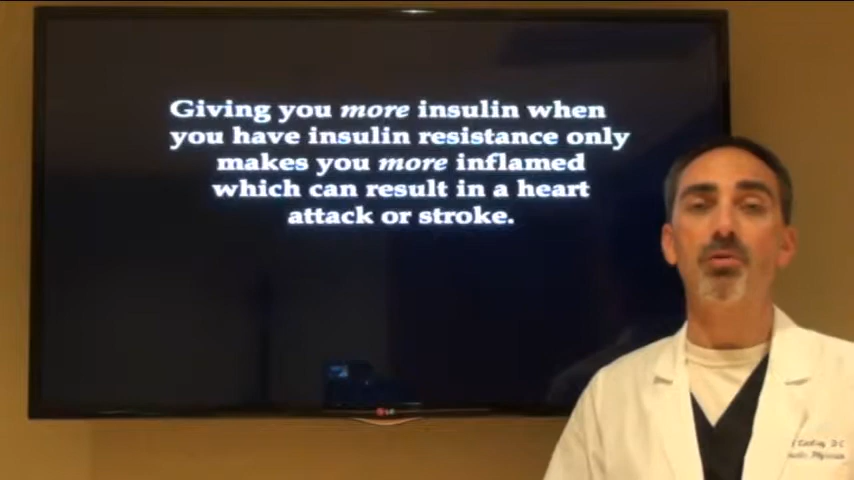 Giving you more insulin when
you have insulin resistance only
makes you more inflamed
which can result in a heart
attack or stroke.
LG
D.C.